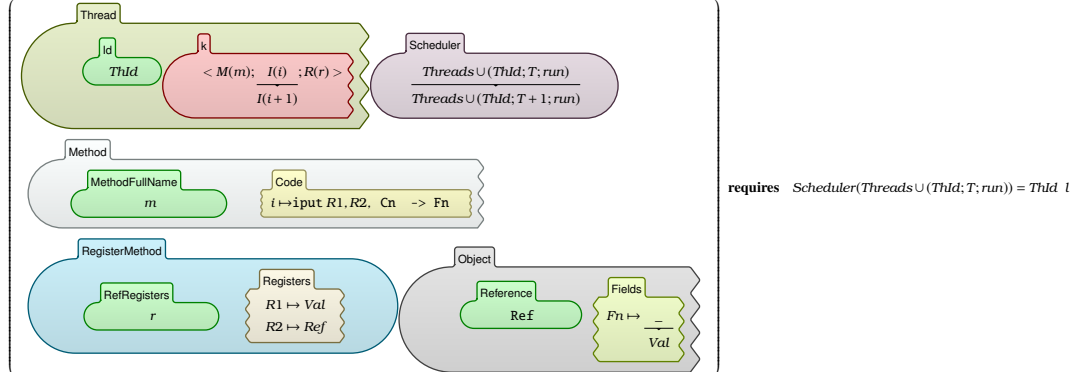 Thread
Id
ThId
k
< M(m); I(i) ; R(r) >
I(i + 1)
Scheduler
Threads ∪ (ThId; T; run)
Threads ∪ (ThId; T + 1; run)
Method
MethodFullName
m
Code
i ↦ iput R1, R2, Cn -> Fn
requires Scheduler(Threads ∪ (ThId; T; run)) = ThId
RegisterMethod
RefRegisters
r
Registers
R1 ↦ Val
R2 ↦ Ref
Object
Reference
Ref
Fields
Fn ↦ _
Val